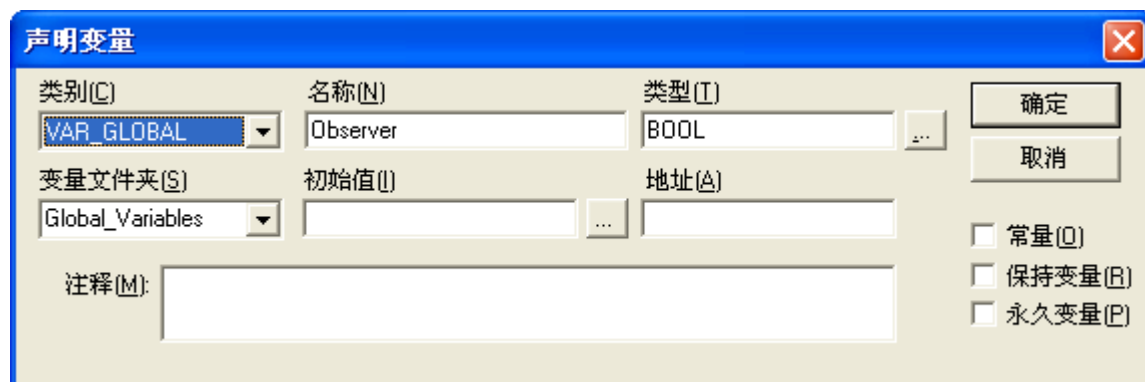 声明变量
类别(C) 名称(N) 类型(T)
VAR_GLOBAL Observer BOOL ...
确定
取消
变量文件夹(S) 初始值(I) 地址(A)
Global_Variables ...
常量(O)
注释(M): 保持变量(R)
永久变量(P)